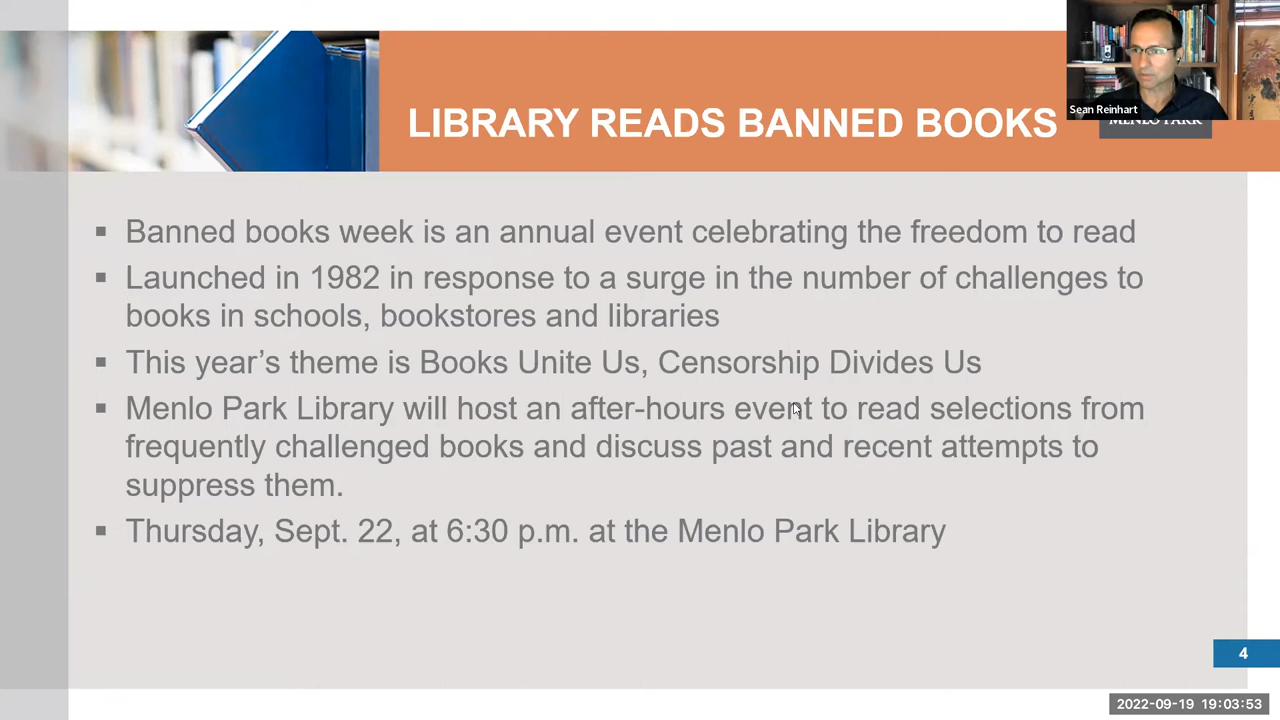 LIBRARY READS BANNED BOOKS
Sean Reinhart
MENLO PARK
▪ Banned books week is an annual event celebrating the freedom to read
▪ Launched in 1982 in response to a surge in the number of challenges to
books in schools, bookstores and libraries
▪ This year’s theme is Books Unite Us, Censorship Divides Us
▪ Menlo Park Library will host an after-hours event to read selections from
frequently challenged books and discuss past and recent attempts to
suppress them.
▪ Thursday, Sept. 22, at 6:30 p.m. at the Menlo Park Library
4
2022-09-19 19:03:53